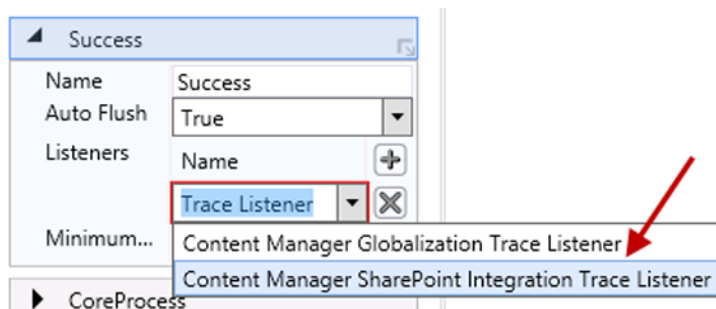 Success
Name Success
Auto Flush True
Listeners Name
Trace Listener
Minimum...
Content Manager Globalization Trace Listener
Content Manager SharePoint Integration Trace Listener
CoreProcess